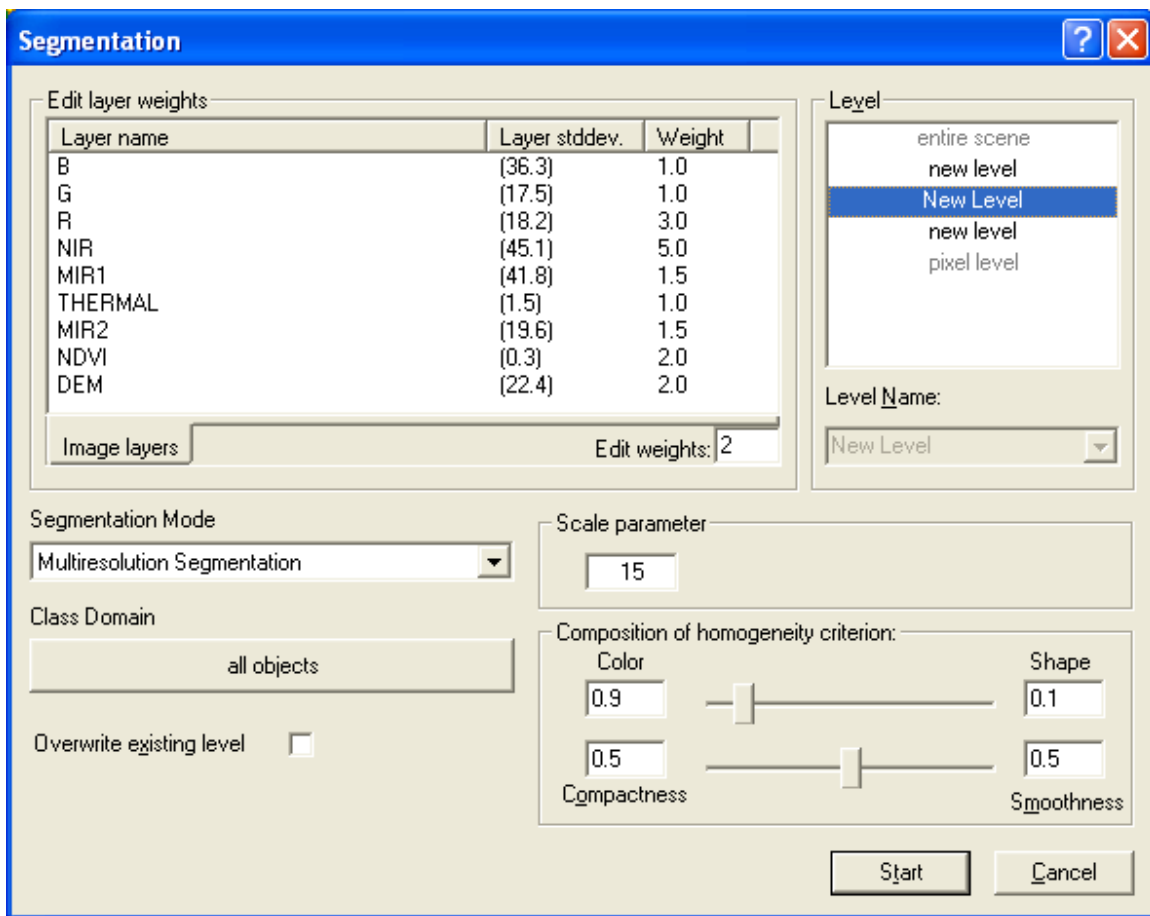 Segmentation
Edit layer weights
Layer name Layer stddev. Weight
B (36.3) 1.0
G (17.5) 1.0
R (18.2) 3.0
NIR (45.1) 5.0
MIR1 (41.8) 1.5
THERMAL (1.5) 1.0
MIR2 (19.6) 1.5
NDVI (0.3) 2.0
DEM (22.4) 2.0
Image layers Edit weights: 2
Level
entire scene
new level
New Level
new level
pixel level
Level Name:
New Level
Segmentation Mode
Multiresolution Segmentation
Class Domain
all objects
Overwrite existing level
Scale parameter
15
Composition of homogeneity criterion:
Color Shape
0.9 0.1
0.5 0.5
Compactness Smoothness
Start Cancel